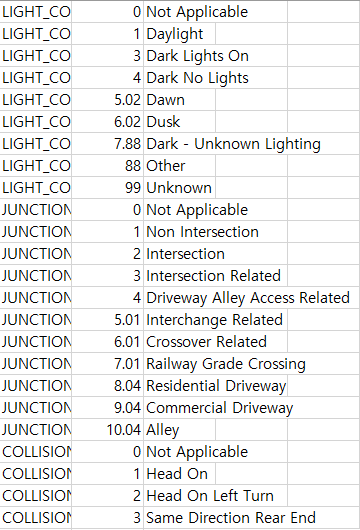 LIGHT_CO 0 Not Applicable
LIGHT_CO 1 Daylight
LIGHT_CO 3 Dark Lights On
LIGHT_CO 4 Dark No Lights
LIGHT_CO 5.02 Dawn
LIGHT_CO 6.02 Dusk
LIGHT_CO 7.88 Dark - Unknown Lighting
LIGHT_CO 88 Other
LIGHT_CO 99 Unknown
JUNCTION 0 Not Applicable
JUNCTION 1 Non Intersection
JUNCTION 2 Intersection
JUNCTION 3 Intersection Related
JUNCTION 4 Driveway Alley Access Related
JUNCTION 5.01 Interchange Related
JUNCTION 6.01 Crossover Related
JUNCTION 7.01 Railway Grade Crossing
JUNCTION 8.04 Residential Driveway
JUNCTION 9.04 Commercial Driveway
JUNCTION 10.04 Alley
COLLISION 0 Not Applicable
COLLISION 1 Head On
COLLISION 2 Head On Left Turn
COLLISION 3 Same Direction Rear End